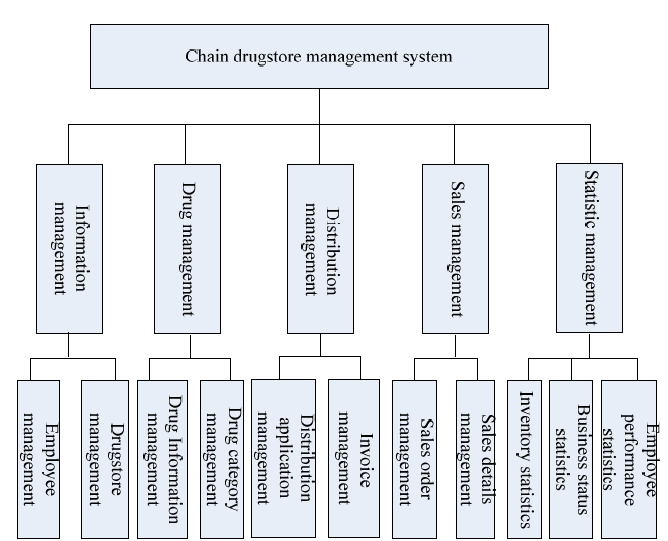 Chain drugstore management system
Information
management
Drug management
Distribution
management
Sales management
Statistic management
Employee
management
Drugstore
management
Drug Information
management
Drug category
management
Distribution
application
management
Invoice
management
Sales order
management
Sales details
management
Inventory statistics
Business status
statistics
Employee
performance
statistics